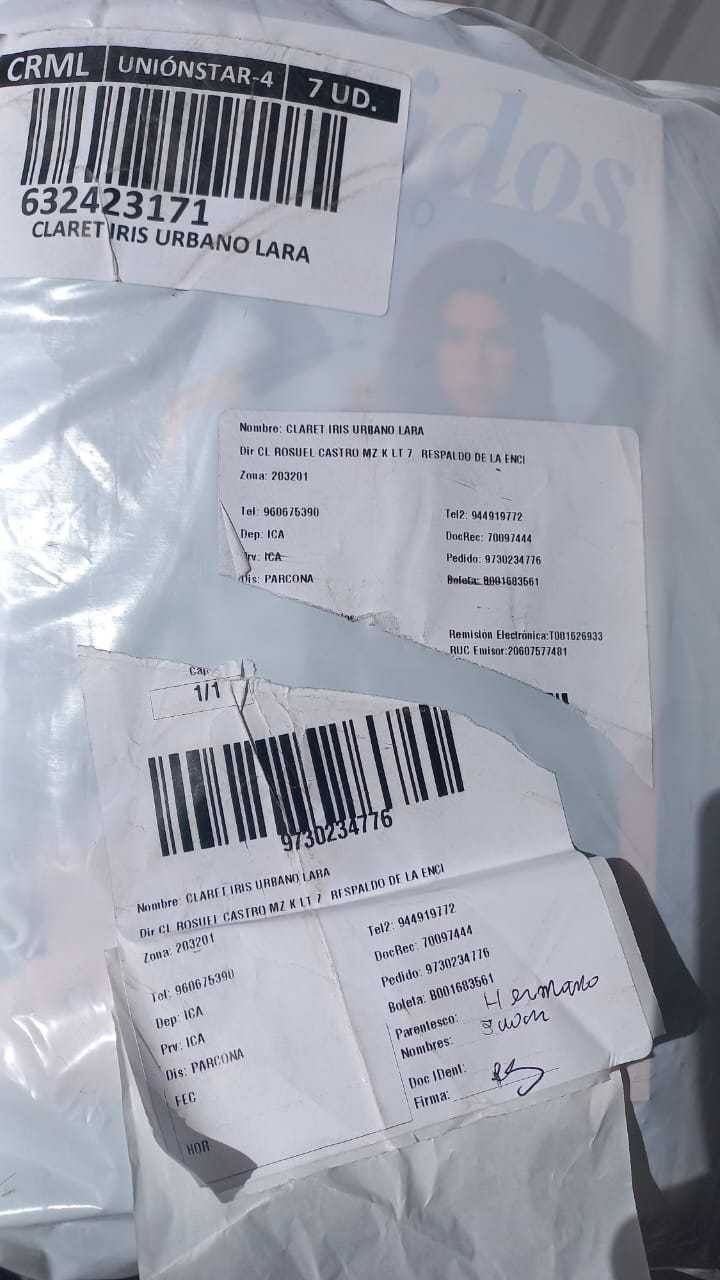 CRML UNIÓNSTAR-4 7 UD.
632423171
CLARET IRIS URBANO LARA
idos
Nombre: CLARET IRIS URBANO LARA
Dir CL ROSUEL CASTRO MZ K LT 7 RESPALDO DE LA ENCI
Zona: 203201
Tel: 960675390 Tel2: 944919772
Dep: ICA DocRec: 70097444
Prv: ICA Pedido: 9730234776
Dis: PARCONA Boleta: B001683561
Remisión Electrónica:T001626933
RUC Emisor:20607577481
1/1
9730234776
Nombre: CLARET IRIS URBANO LARA
Dir CL ROSUEL CASTRO MZ K LT 7 RESPALDO DE LA ENCI
Zona: 203201 Tel2: 944919772
Tel: 960675390 DocRec: 70097444
Dep: ICA Pedido: 9730234776
Prv: ICA Boleta: B001683561
Dis: PARCONA Parentesco: Hermano
FEC Nombres: Juan
HOR Doc IDent:
Firma: